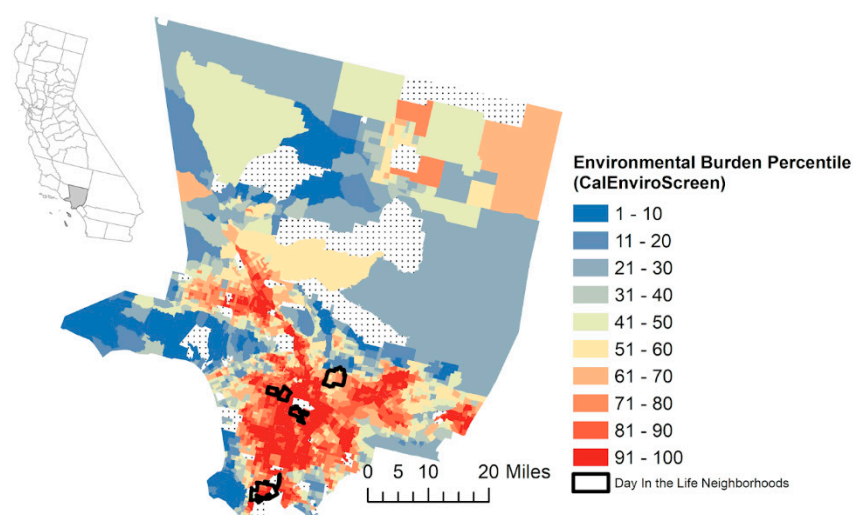 Environmental Burden Percentile
(CalEnviroScreen)
1 - 10
11 - 20
21 - 30
31 - 40
41 - 50
51 - 60
61 - 70
71 - 80
81 - 90
91 - 100
Day In the Life Neighborhoods
0 5 10 20 Miles